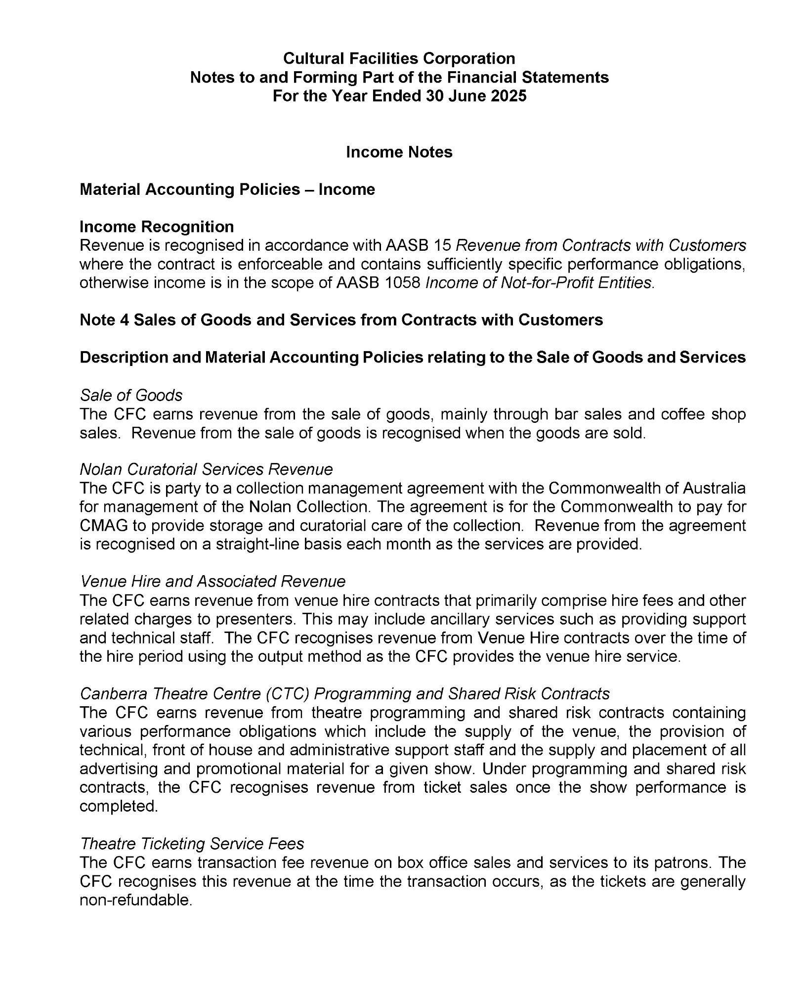 Cultural Facilities Corporation
Notes to and Forming Part of the Financial Statements
For the Year Ended 30 June 2025
Income Notes
Material Accounting Policies – Income
Income Recognition
Revenue is recognised in accordance with AASB 15 Revenue from Contracts with Customers
where the contract is enforceable and contains sufficiently specific performance obligations,
otherwise income is in the scope of AASB 1058 Income of Not-for-Profit Entities.
Note 4 Sales of Goods and Services from Contracts with Customers
Description and Material Accounting Policies relating to the Sale of Goods and Services
Sale of Goods
The CFC earns revenue from the sale of goods, mainly through bar sales and coffee shop
sales.  Revenue from the sale of goods is recognised when the goods are sold.
Nolan Curatorial Services Revenue
The CFC is party to a collection management agreement with the Commonwealth of Australia
for management of the Nolan Collection. The agreement is for the Commonwealth to pay for
CMAG to provide storage and curatorial care of the collection.  Revenue from the agreement
is recognised on a straight-line basis each month as the services are provided.
Venue Hire and Associated Revenue
The CFC earns revenue from venue hire contracts that primarily comprise hire fees and other
related charges to presenters. This may include ancillary services such as providing support
and technical staff.  The CFC recognises revenue from Venue Hire contracts over the time of
the hire period using the output method as the CFC provides the venue hire service.
Canberra Theatre Centre (CTC) Programming and Shared Risk Contracts
The CFC earns revenue from theatre programming and shared risk contracts containing
various performance obligations which include the supply of the venue, the provision of
technical, front of house and administrative support staff and the supply and placement of all
advertising and promotional material for a given show. Under programming and shared risk
contracts, the CFC recognises revenue from ticket sales once the show performance is
completed.
Theatre Ticketing Service Fees
The CFC earns transaction fee revenue on box office sales and services to its patrons. The
CFC recognises this revenue at the time the transaction occurs, as the tickets are generally
non-refundable.